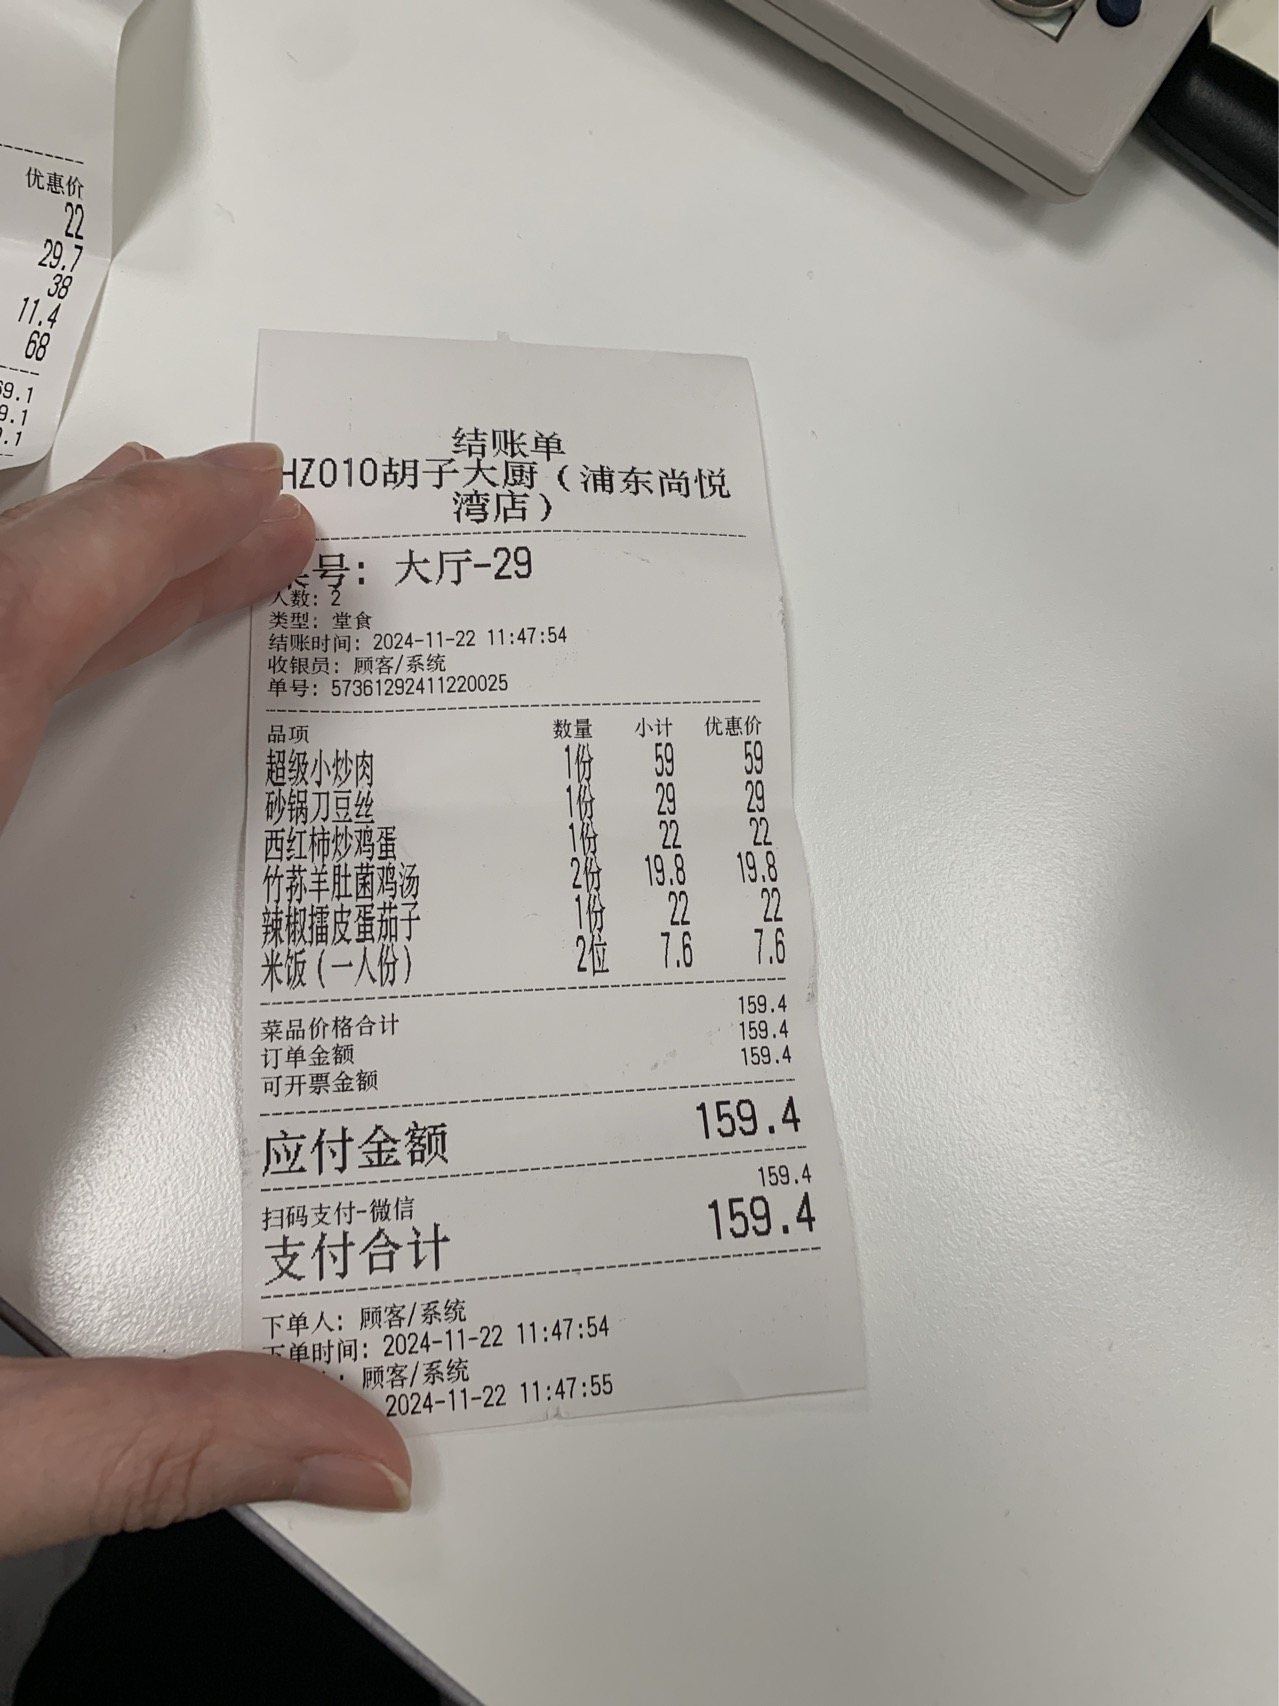 优惠价
22
29.7
38
11.4
68
69.1
9.1
.1
结账单
HZ010胡子大厨(浦东尚悦
湾店)
号: 大厅-29
人数: 2
类型: 堂食
结账时间: 2024-11-22 11:47:54
收银员: 顾客/系统
单号: 57361292411220025
品项 数量 小计 优惠价
超级小炒肉 1份 59 59
砂锅刀豆丝 1份 29 29
西红柿炒鸡蛋 1份 22 22
竹荪羊肚菌鸡汤 2份 19.8 19.8
辣椒擂皮蛋茄子 1份 22 22
米饭(一人份) 2位 7.6 7.6
菜品价格合计 159.4
订单金额 159.4
可开票金额 159.4
应付金额 159.4
扫码支付-微信 159.4
支付合计 159.4
下单人: 顾客/系统
下单时间: 2024-11-22 11:47:54
: 顾客/系统
2024-11-22 11:47:55